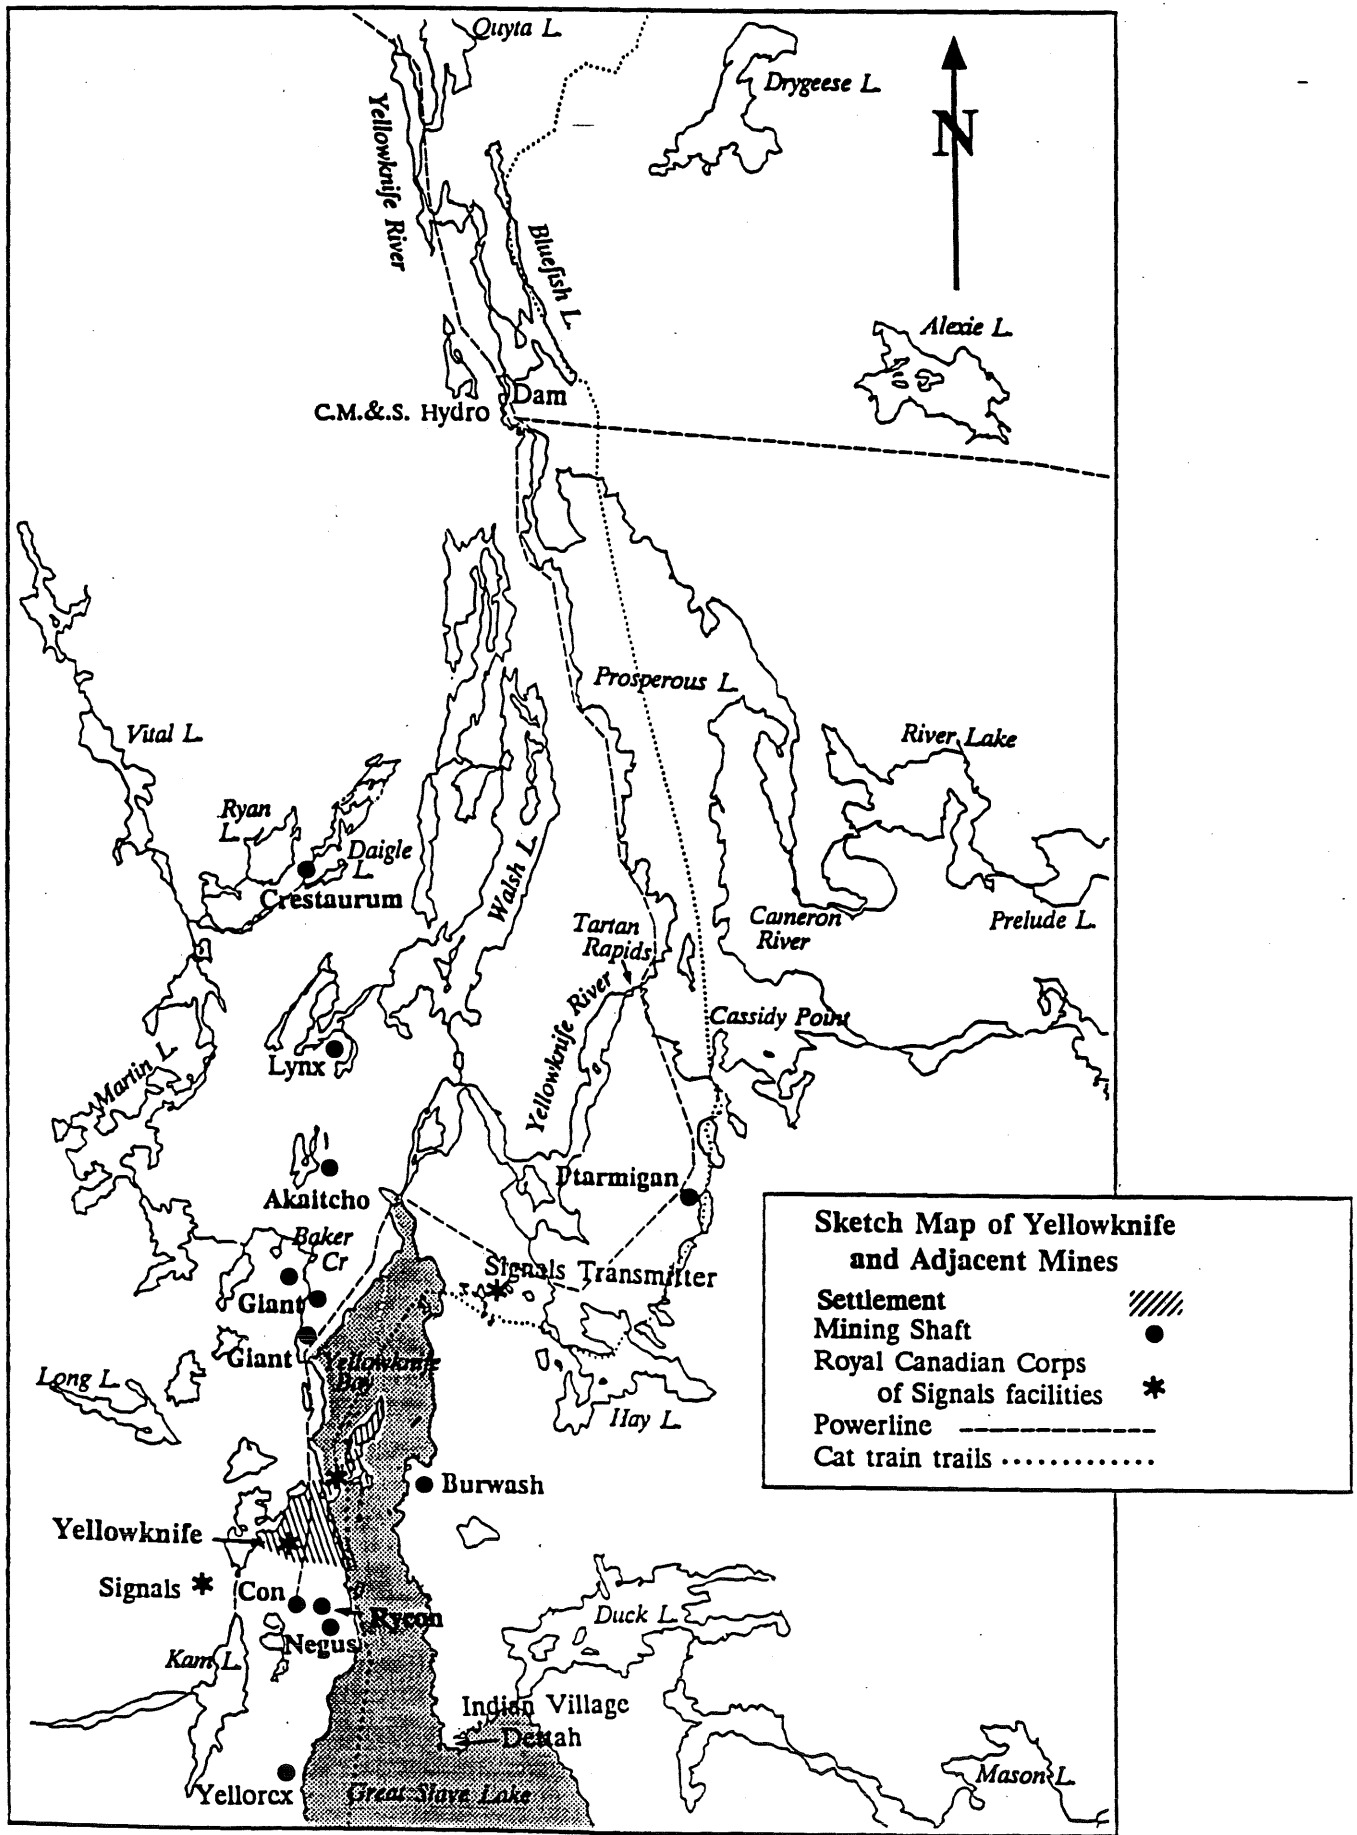 Quyta L.
Drygeese L.
N
Yellowknife River
Bluefish L.
Alexie L.
Dam
C.M.&.S. Hydro
Prosperous L.
Vital L.
River Lake
Ryan
L.
Daigle
L.
Crestaurum
Walsh L.
Cameron
River
Prelude L.
Tartan
Rapids
Yellowknife River
Cassidy Point
Lynx
Martin L.
Ptarmigan
Akaitcho
Baker
Cr
Signals Transmitter
Giant
Giant
Yellowknife
Bay
Long L.
Hay L.
Sketch Map of Yellowknife
and Adjacent Mines
Settlement
Mining Shaft
Royal Canadian Corps
of Signals facilities
Powerline
Cat train trails
Burwash
Yellowknife
Signals
Con
Rycon
Negus
Duck L.
Kam L.
Indian Village
Dettah
Yellorex
Great Slave Lake
Mason L.